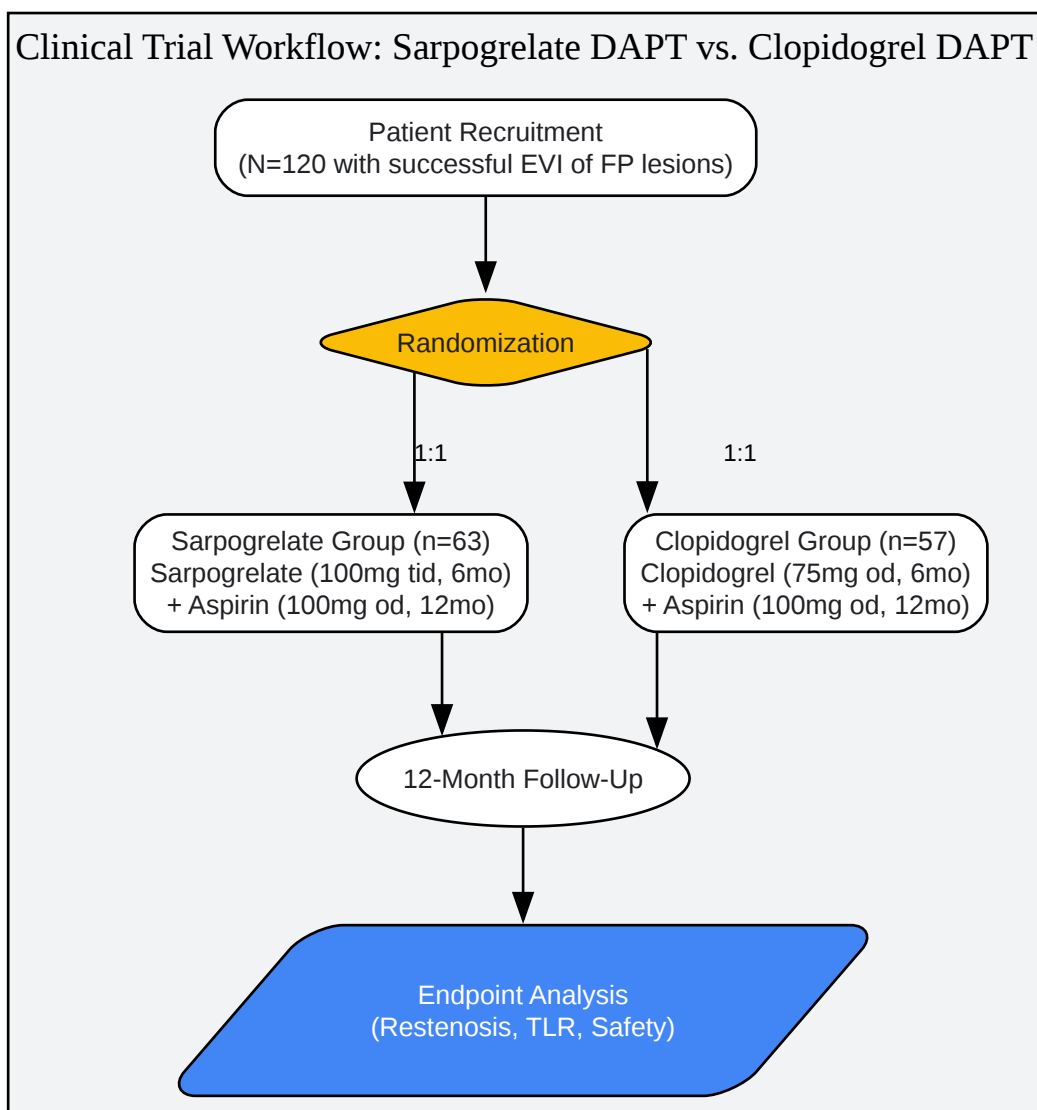 Clinical Trial Workflow: Sarpogrelate DAPT vs. Clopidogrel DAPT
Patient Recruitment
(N=120 with successful EVI of FP lesions)
Randomization
1:1
1:1
Sarpogrelate Group (n=63)
Sarpogrelate (100mg tid, 6mo)
+ Aspirin (100mg od, 12mo)
Clopidogrel Group (n=57)
Clopidogrel (75mg od, 6mo)
+ Aspirin (100mg od, 12mo)
12-Month Follow-Up
Endpoint Analysis
(Restenosis, TLR, Safety)